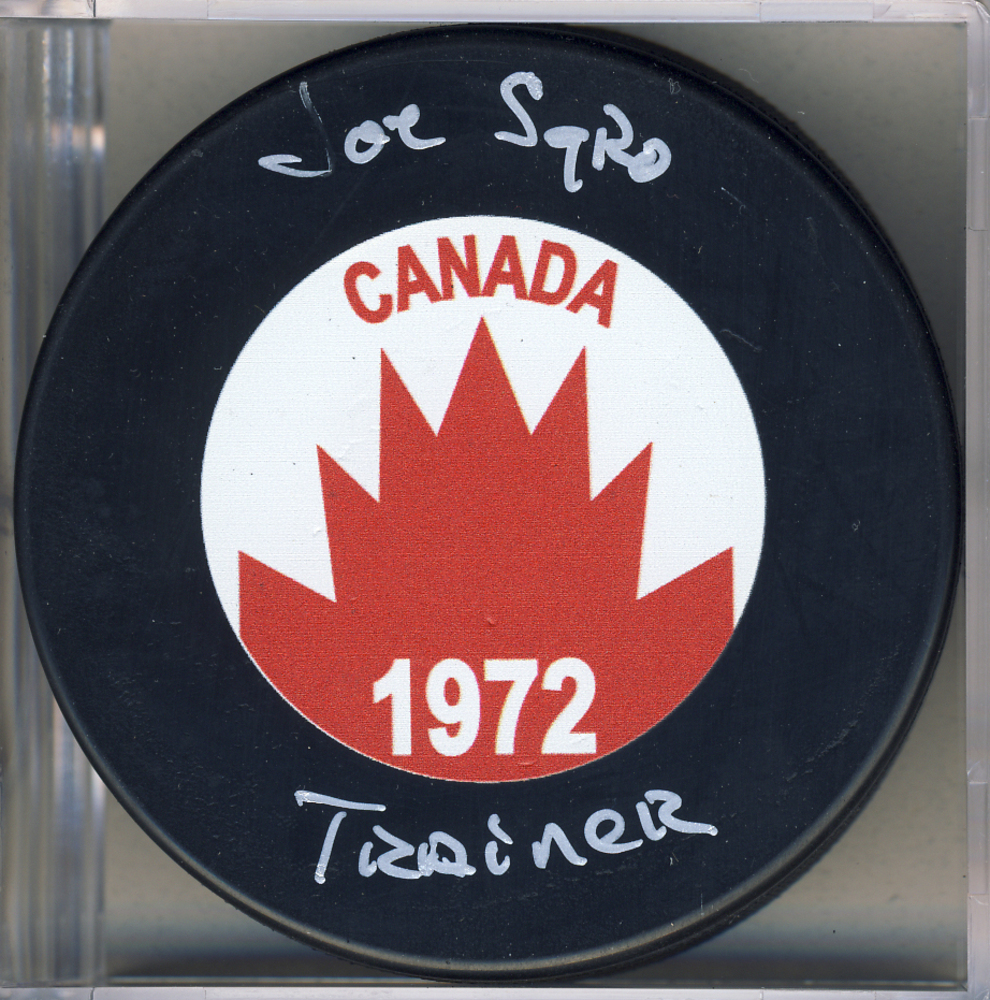 Joe Sgro
CANADA
1972
Trainer